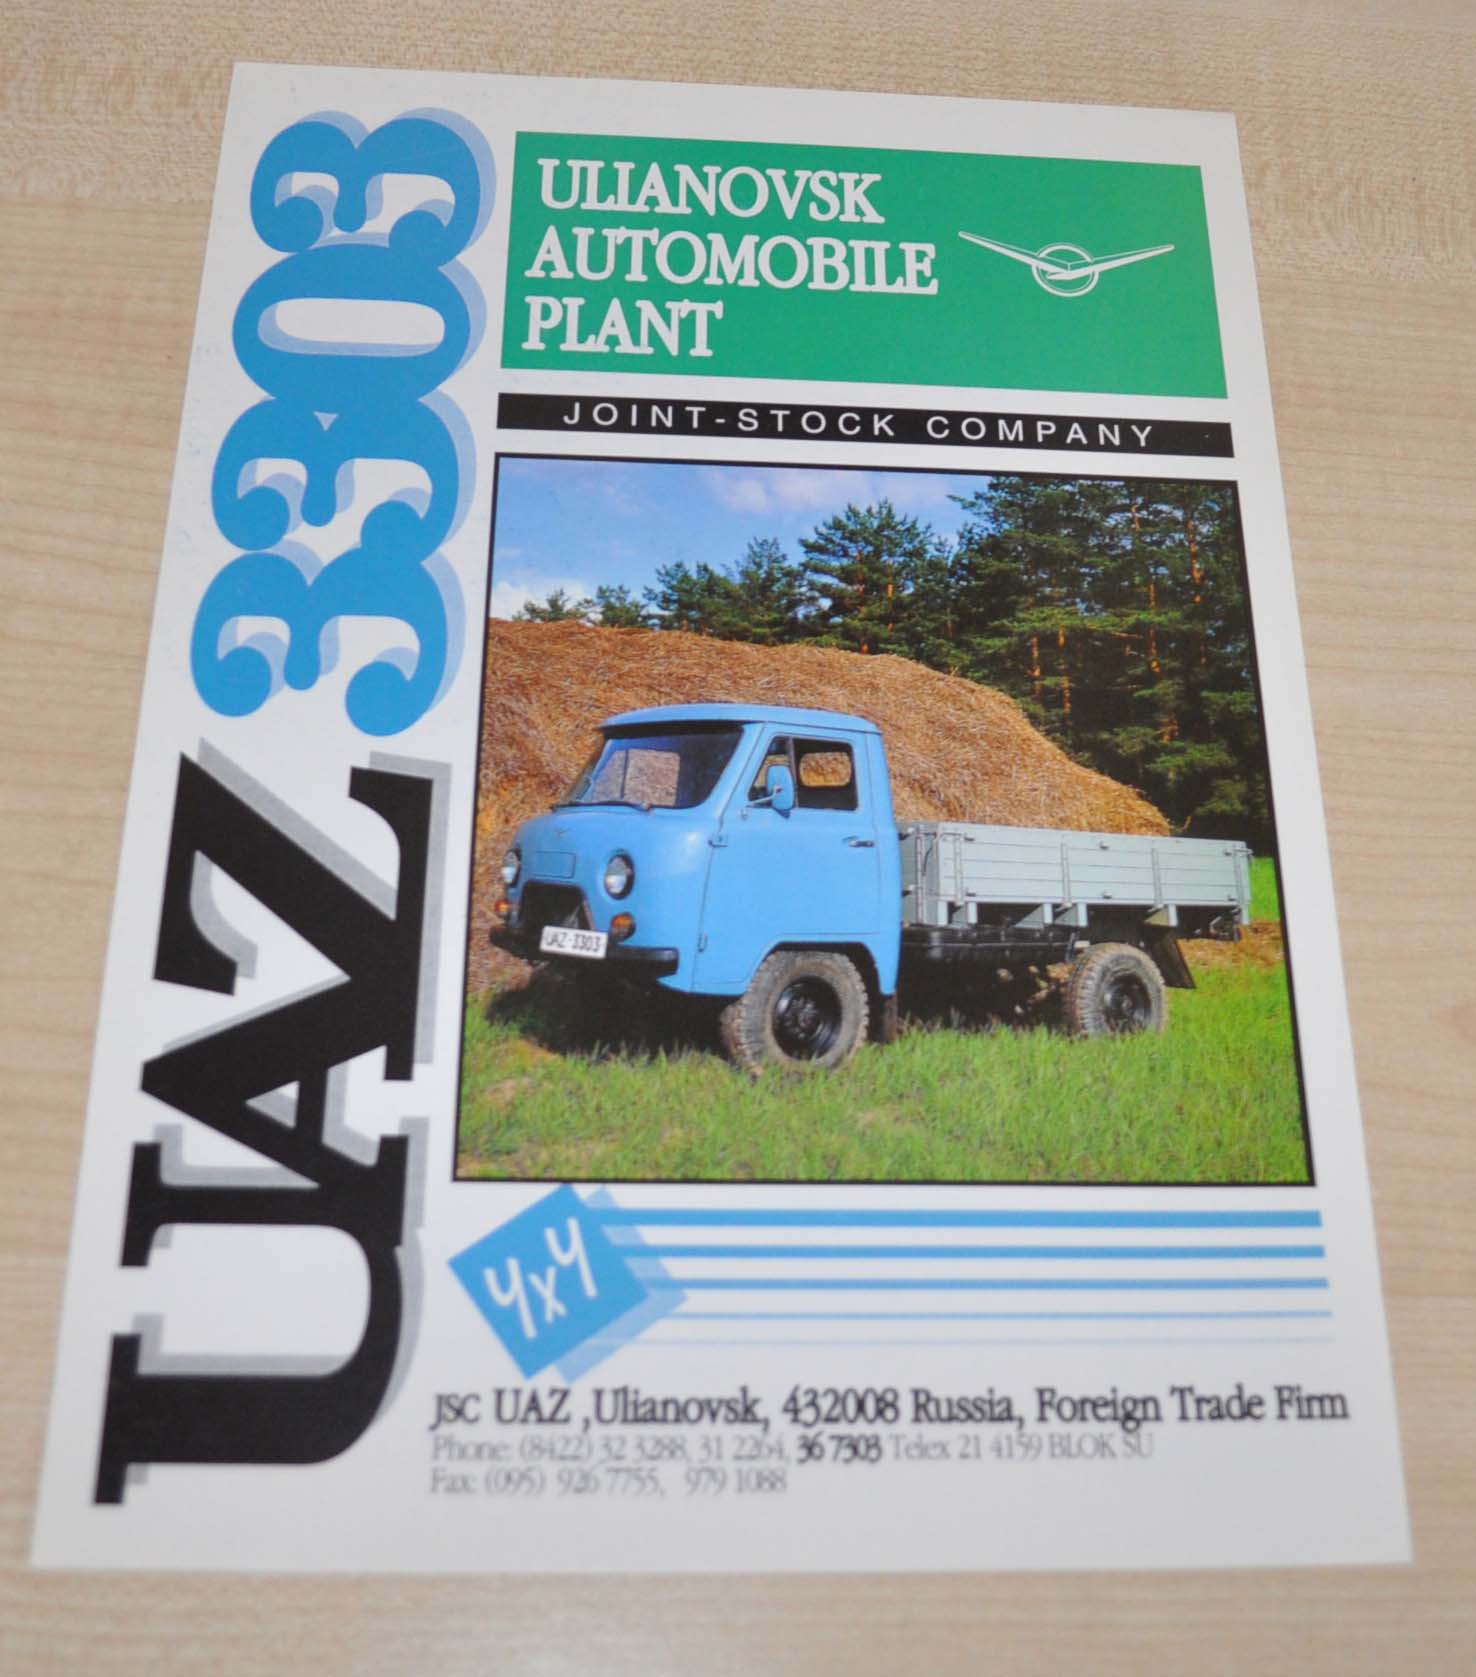 UAZ 3303
ULIANOVSK
AUTOMOBILE
PLANT
JOINT-STOCK COMPANY
UAZ-3303
4x4
JSC UAZ ,Ulianovsk, 432008 Russia, Foreign Trade Firm
Phone: (8422) 32 3288, 31 2264, 36 7303 Telex 21 4159 BLOK SU
Fax: (095) 926 7755, 979 1088